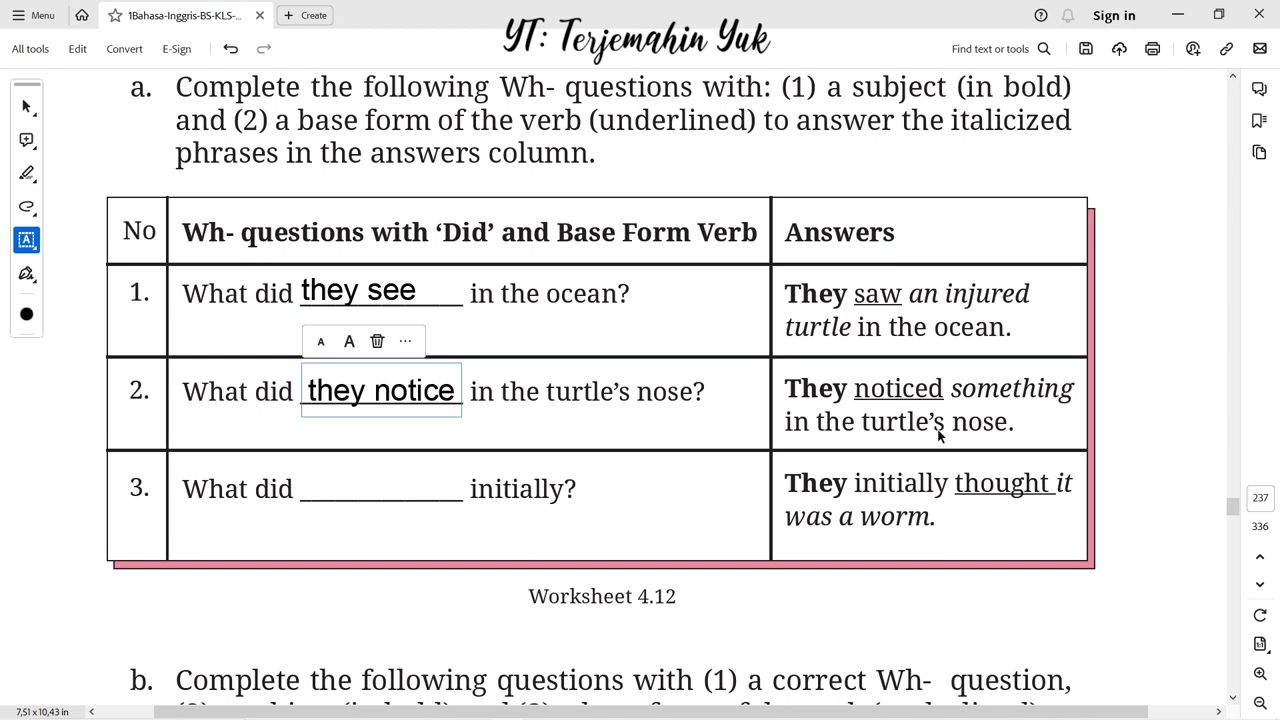 Menu
1Bahasa-Inggris-BS-KLS-...
Create
Sign in
All tools
Edit
Convert
E-Sign
YT: Terjemahin Yuk
Find text or tools
a. Complete the following Wh- questions with: (1) a subject (in bold)
and (2) a base form of the verb (underlined) to answer the italicized
phrases in the answers column.
No
Wh- questions with ‘Did’ and Base Form Verb
Answers
1.
What did they see in the ocean?
They saw an injured
turtle in the ocean.
A A ...
2.
What did they notice in the turtle’s nose?
They noticed something
in the turtle’s nose.
3.
What did ______________ initially?
They initially thought it
was a worm.
Worksheet 4.12
b. Complete the following questions with (1) a correct Wh- question,
237
336
7,51 x 10,43 in